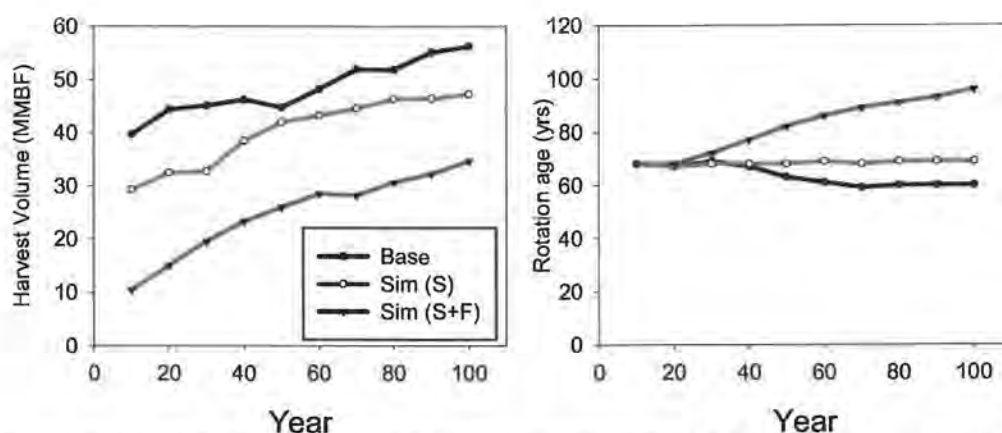 Harvest Volume (MMBF)
60
50
40
30
20
10
0
0 20 40 60 80 100
Year
Base
Sim (S)
Sim (S+F)
Rotation age (yrs)
120
100
80
60
40
20
0
0 20 40 60 80 100
Year